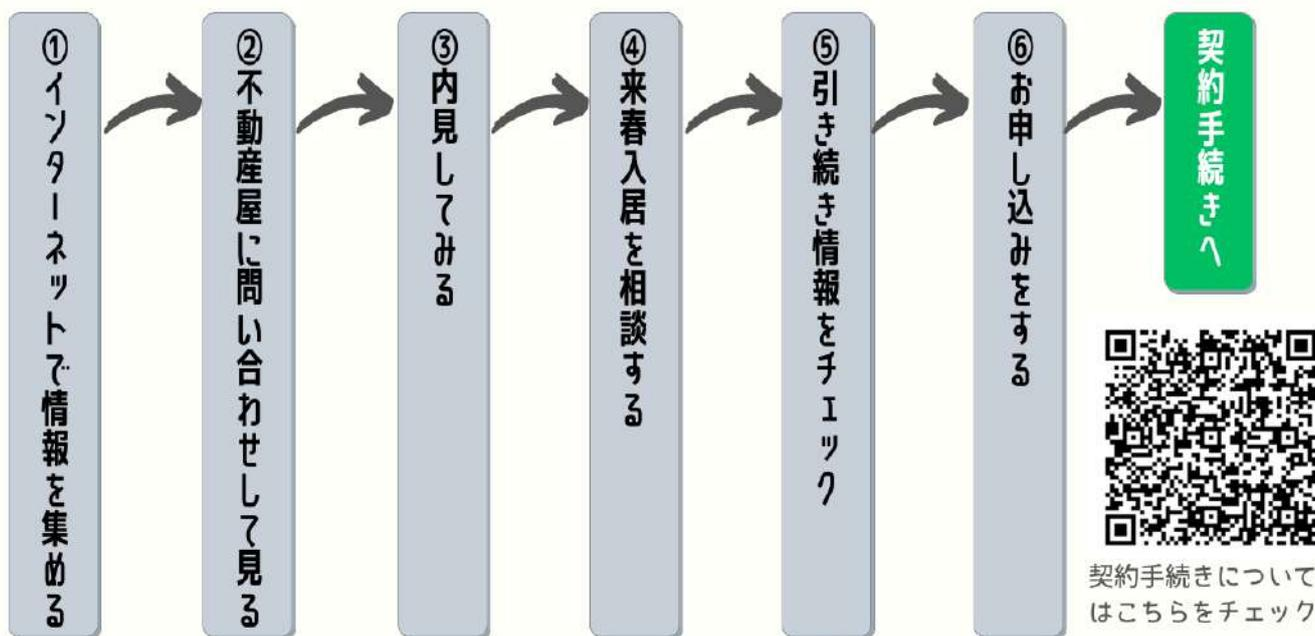 ①インターネットで情報を集める
②不動産屋に問い合わせして見る
③内見してみる
④来春入居を相談する
⑤引き続き情報をチェック
⑥お申し込みをする
契約手続きへ
契約手続きについて
はこちらをチェック